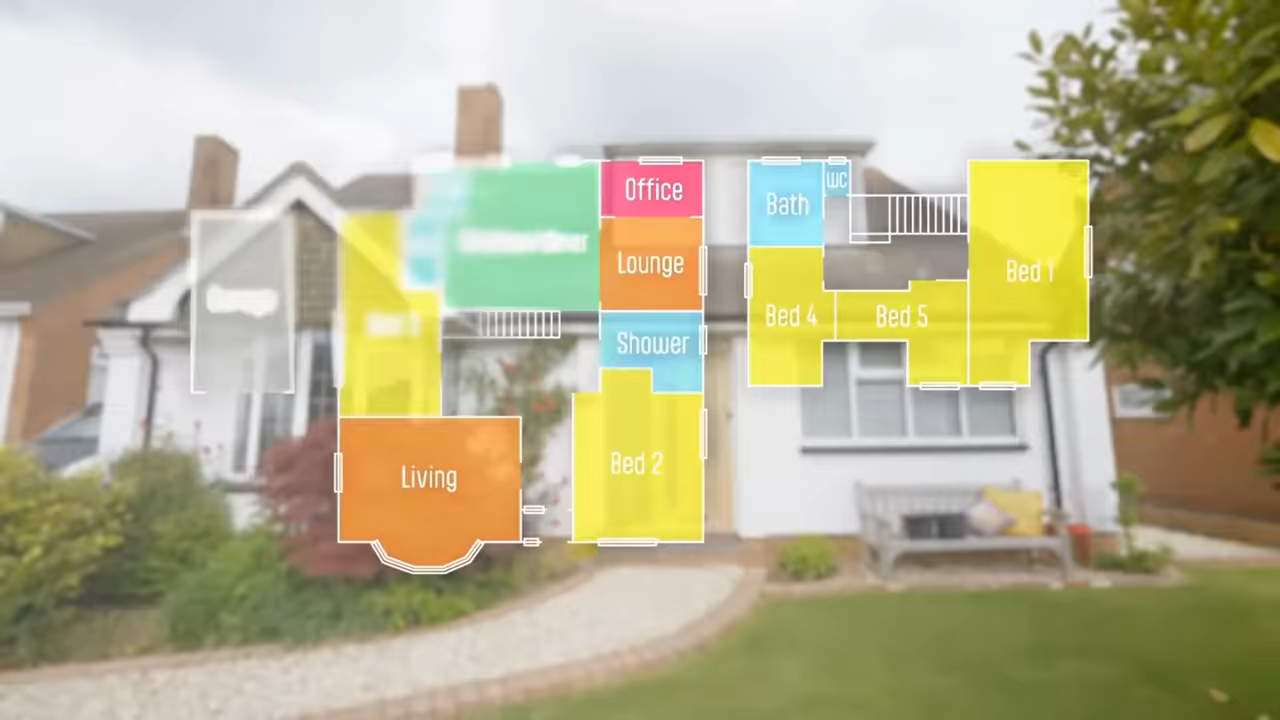 Office
Lounge
Shower
Bed 2
Living
Bath
WC
Bed 4
Bed 5
Bed 1